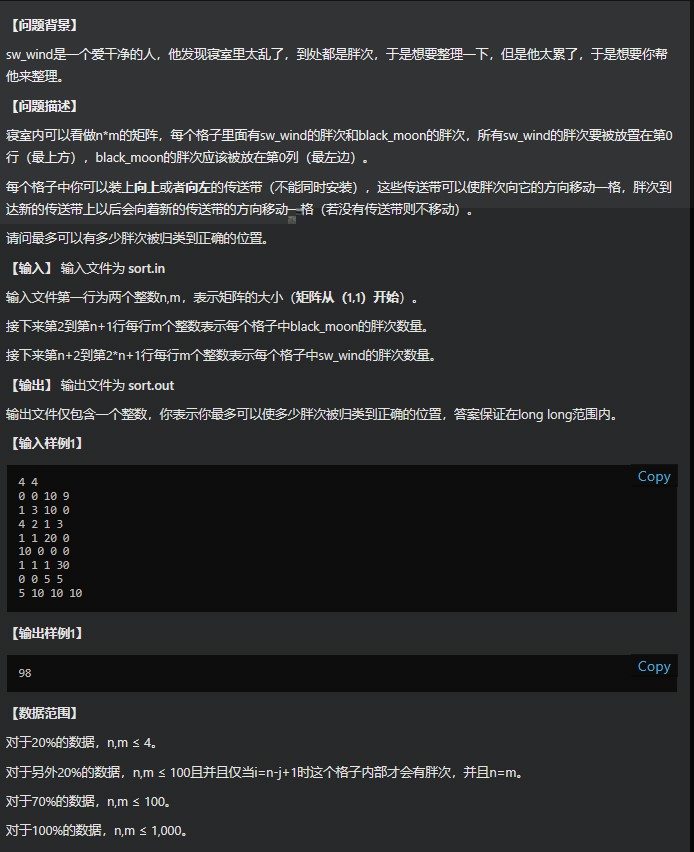 【问题背景】
sw_wind是一个爱干净的人，他发现寝室里太乱了，到处都是胖次，于是想要整理一下，但是他太累了，于是想要你帮
他来整理。
【问题描述】
寝室内可以看做n*m的矩阵，每个格子里面有sw_wind的胖次和black_moon的胖次，所有sw_wind的胖次要被放置在第0
行（最上方），black_moon的胖次应该被放在第0列（最左边）。
每个格子中你可以装上向上或者向左的传送带（不能同时安装），这些传送带可以使胖次向它的方向移动一格，胖次到
达新的传送带上以后会向着新的传送带的方向移动一格（若没有传送带则不移动）。
请问最多可以有多少胖次被归类到正确的位置。
【输入】 输入文件为 sort.in
输入文件第一行为两个整数n,m，表示矩阵的大小（矩阵从（1,1）开始）。
接下来第2到第n+1行每行m个整数表示每个格子中black_moon的胖次数量。
接下来第n+2到第2*n+1行每行m个整数表示每个格子中sw_wind的胖次数量。
【输出】 输出文件为 sort.out
输出文件仅包含一个整数，你表示你最多可以使多少胖次被归类到正确的位置，答案保证在long long范围内。
【输入样例1】
Copy
4 4
0 0 10 9
1 3 10 0
4 2 1 3
1 1 20 0
10 0 0 0
1 1 1 30
0 0 5 5
5 10 10 10
【输出样例1】
Copy
98
【数据范围】
对于20%的数据，n,m ≤ 4。
对于另外20%的数据，n,m ≤ 100且并且仅当i=n-j+1时这个格子内部才会有胖次，并且n=m。
对于70%的数据，n,m ≤ 100。
对于100%的数据，n,m ≤ 1,000。